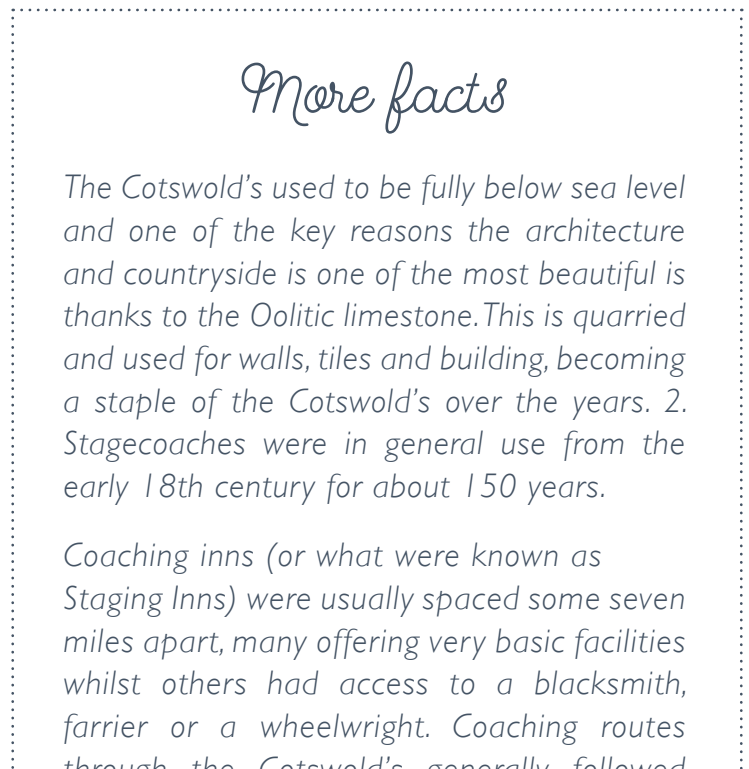 More facts
The Cotswold's used to be fully below sea level
and one of the key reasons the architecture
and countryside is one of the most beautiful is
thanks to the Oolitic limestone. This is quarried
and used for walls, tiles and building, becoming
a staple of the Cotswold's over the years. 2.
Stagecoaches were in general use from the
early 18th century for about 150 years.
Coaching inns (or what were known as
Staging Inns) were usually spaced some seven
miles apart, many offering very basic facilities
whilst others had access to a blacksmith,
farrier or a wheelwright. Coaching routes
through the Cotswold's generally followed